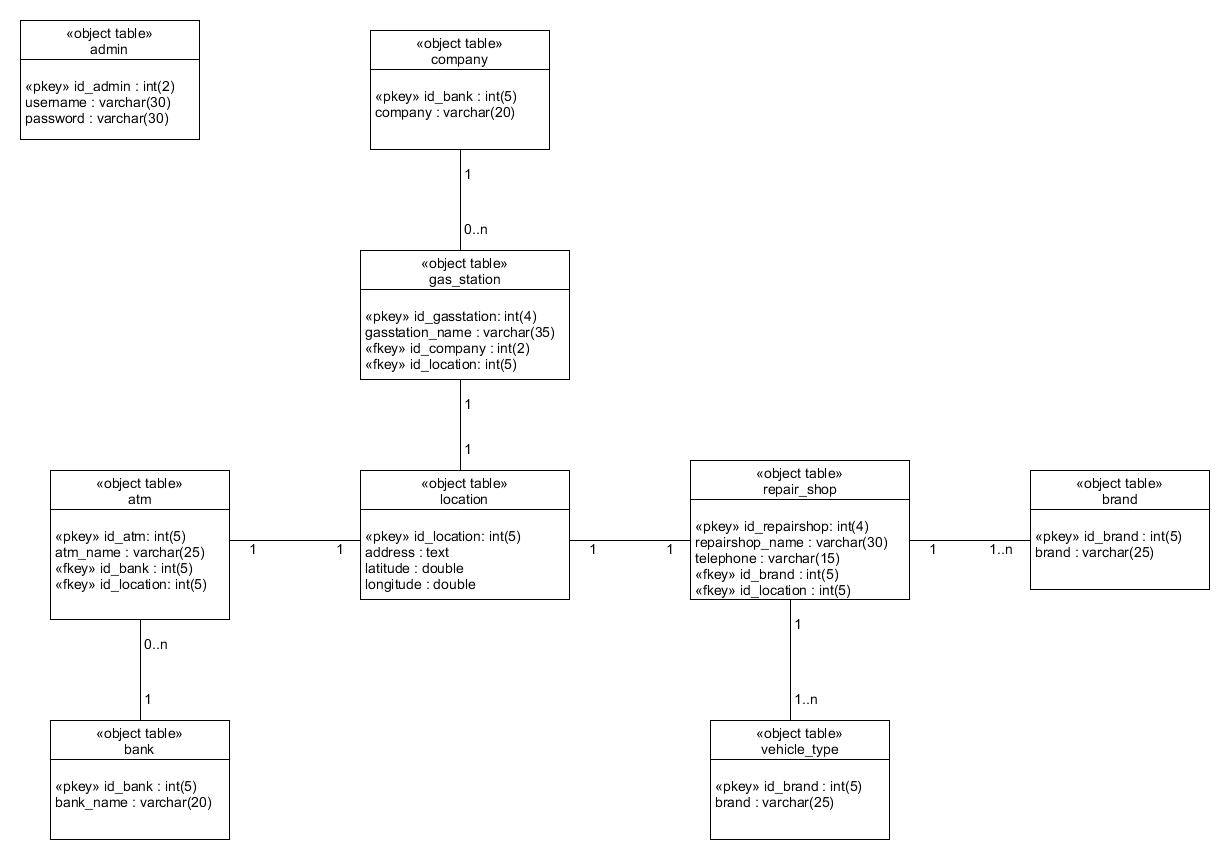 «object table»
admin
«pkey» id_admin : int(2)
username : varchar(30)
password : varchar(30)
«object table»
company
«pkey» id_bank : int(5)
company : varchar(20)
1
0..n
«object table»
gas_station
«pkey» id_gasstation: int(4)
gasstation_name : varchar(35)
«fkey» id_company : int(2)
«fkey» id_location: int(5)
1
1
«object table»
atm
«pkey» id_atm: int(5)
atm_name : varchar(25)
«fkey» id_bank : int(5)
«fkey» id_location: int(5)
1
1
«object table»
location
«pkey» id_location: int(5)
address : text
latitude : double
longitude : double
1
1
«object table»
repair_shop
«pkey» id_repairshop: int(4)
repairshop_name : varchar(30)
telephone : varchar(15)
«fkey» id_brand : int(5)
«fkey» id_location : int(5)
1
1..n
«object table»
brand
«pkey» id_brand : int(5)
brand : varchar(25)
0..n
1
«object table»
bank
«pkey» id_bank : int(5)
bank_name : varchar(20)
1
1..n
«object table»
vehicle_type
«pkey» id_brand : int(5)
brand : varchar(25)